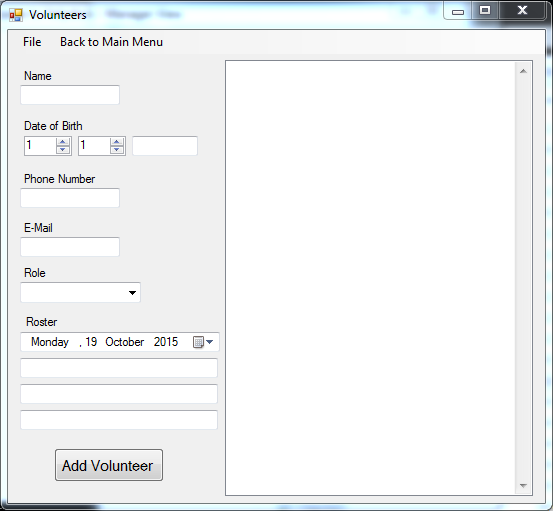 Volunteers
File Back to Main Menu
Name
Date of Birth
1 1
Phone Number
E-Mail
Role
Roster
Monday , 19 October 2015
Add Volunteer